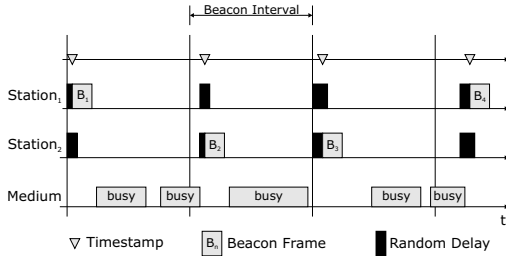 Beacon Interval
Station₁ B₁ B₄
Station₂ B₂ B₃
Medium busy busy busy busy busy
t
Timestamp Bₙ Beacon Frame Random Delay